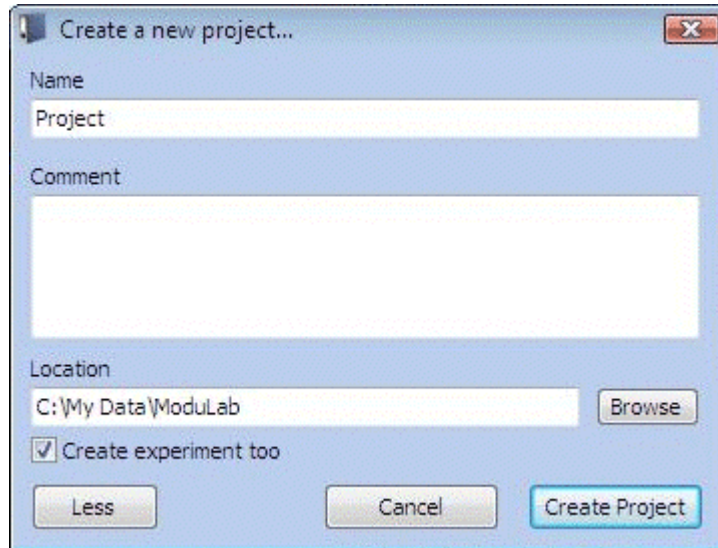 Create a new project...
Name
Project
Comment
Location
C:\My Data\ModuLab
Browse
Create experiment too
Less
Cancel
Create Project